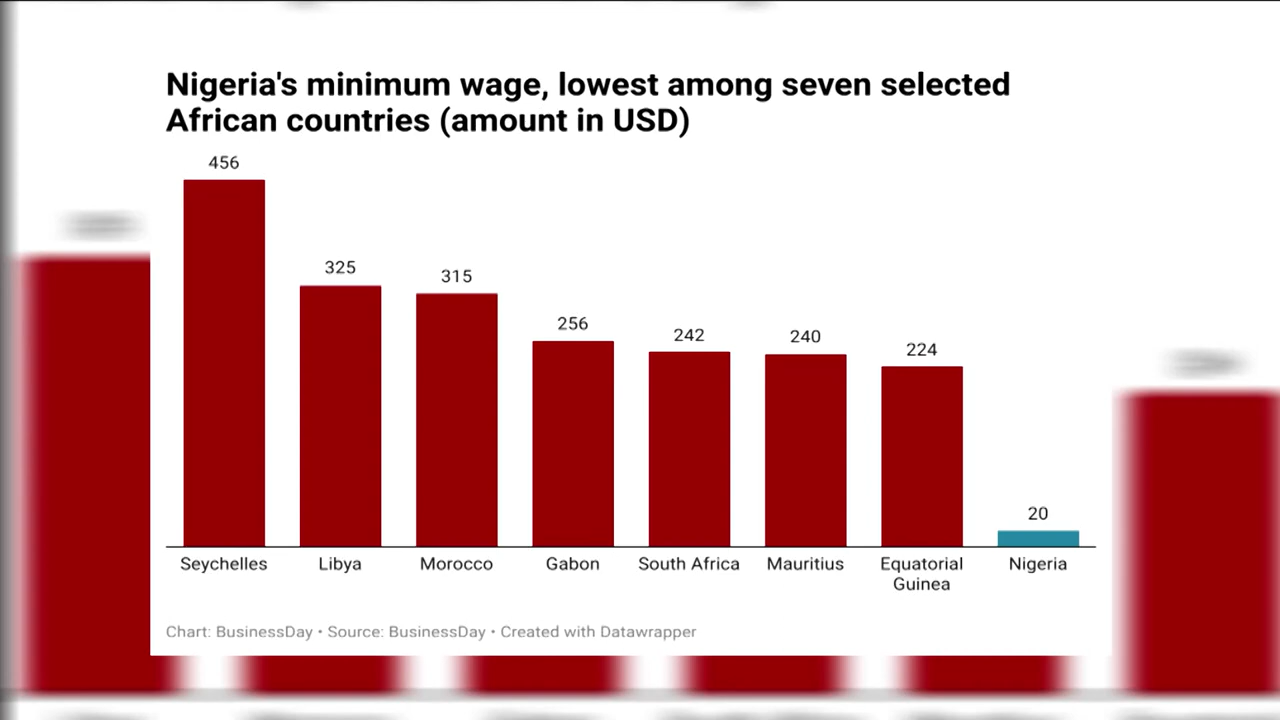 Nigeria's minimum wage, lowest among seven selected
African countries (amount in USD)
456
325
315
256
242
240
224
20
Seychelles
Libya
Morocco
Gabon
South Africa
Mauritius
Equatorial
Guinea
Nigeria
Chart: BusinessDay • Source: BusinessDay • Created with Datawrapper